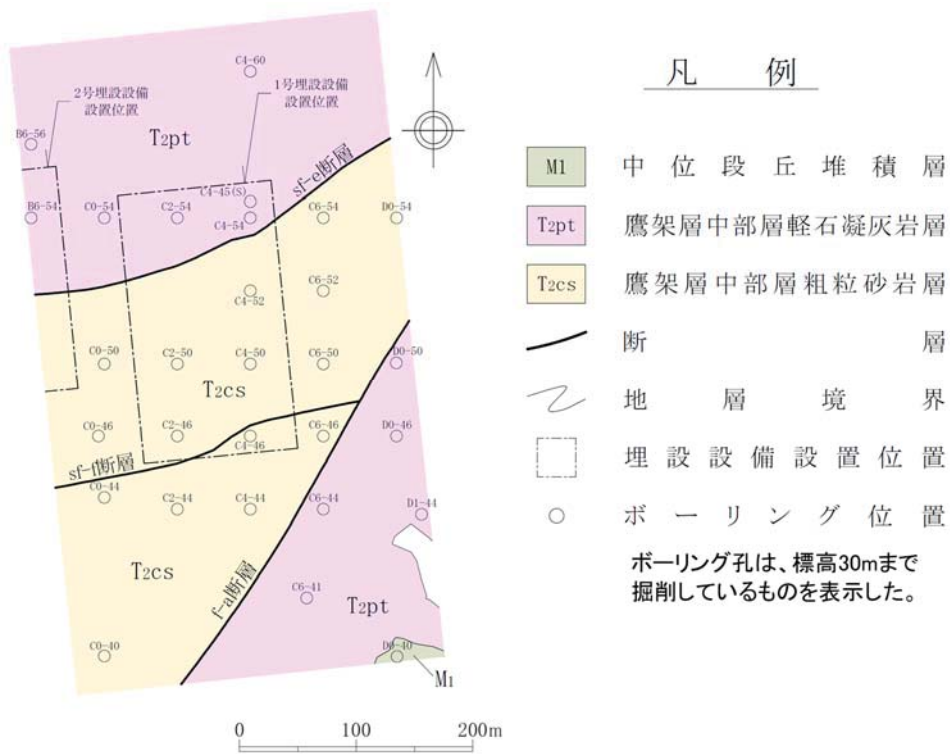 C4-60
2号埋設設備
設置位置
1号埋設設備
設置位置
T2pt
B6-56
sf-e断層
C4-45(S)
B6-54
C0-54
C2-54
C4-54
C6-54
D0-54
C4-52
C6-52
C0-50
C2-50
C4-50
C6-50
D0-50
T2cs
C0-46
C2-46
C4-46
C6-46
D0-46
sf-f断層
C0-44
C2-44
C4-44
C6-44
D1-44
T2cs
f-a断層
C6-41
T2pt
C0-40
D0-40
M1
0 100 200m
凡 例
M1 中位段丘堆積層
T2pt 鷹架層中部層軽石凝灰岩層
T2cs 鷹架層中部層粗粒砂岩層
断層
地層境界
埋設設備設置位置
ボーリング位置
ボーリング孔は、標高30mまで
掘削しているものを表示した。